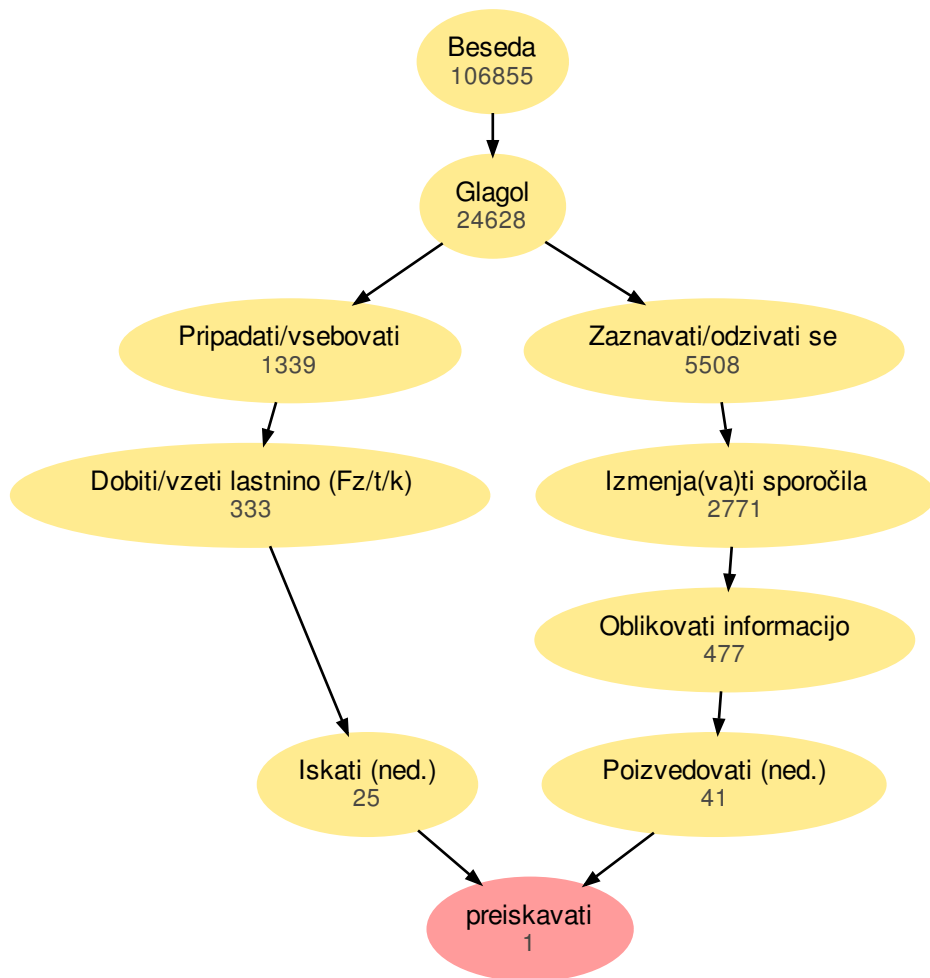 Beseda
106855
Glagol
24628
Pripadati/vsebovati
1339
Zaznavati/odzivati se
5508
Dobiti/vzeti lastnino (Fz/t/k)
333
Izmenja(va)ti sporočila
2771
Oblikovati informacijo
477
Iskati (ned.)
25
Poizvedovati (ned.)
41
preiskavati
1